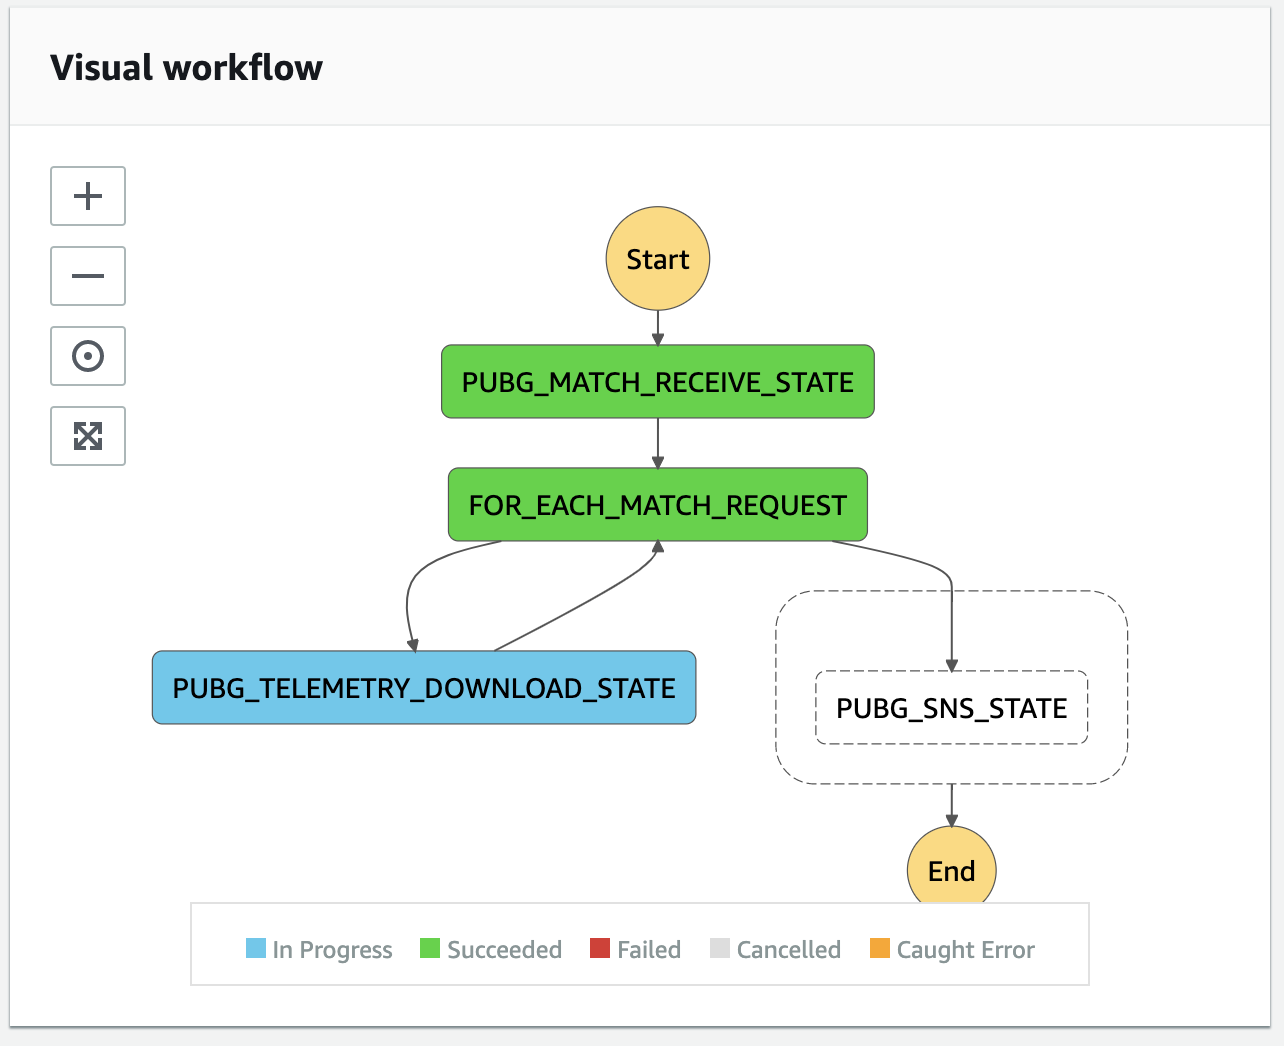 Visual workflow
Start
PUBG_MATCH_RECEIVE_STATE
FOR_EACH_MATCH_REQUEST
PUBG_TELEMETRY_DOWNLOAD_STATE
PUBG_SNS_STATE
End
In Progress Succeeded Failed Cancelled Caught Error